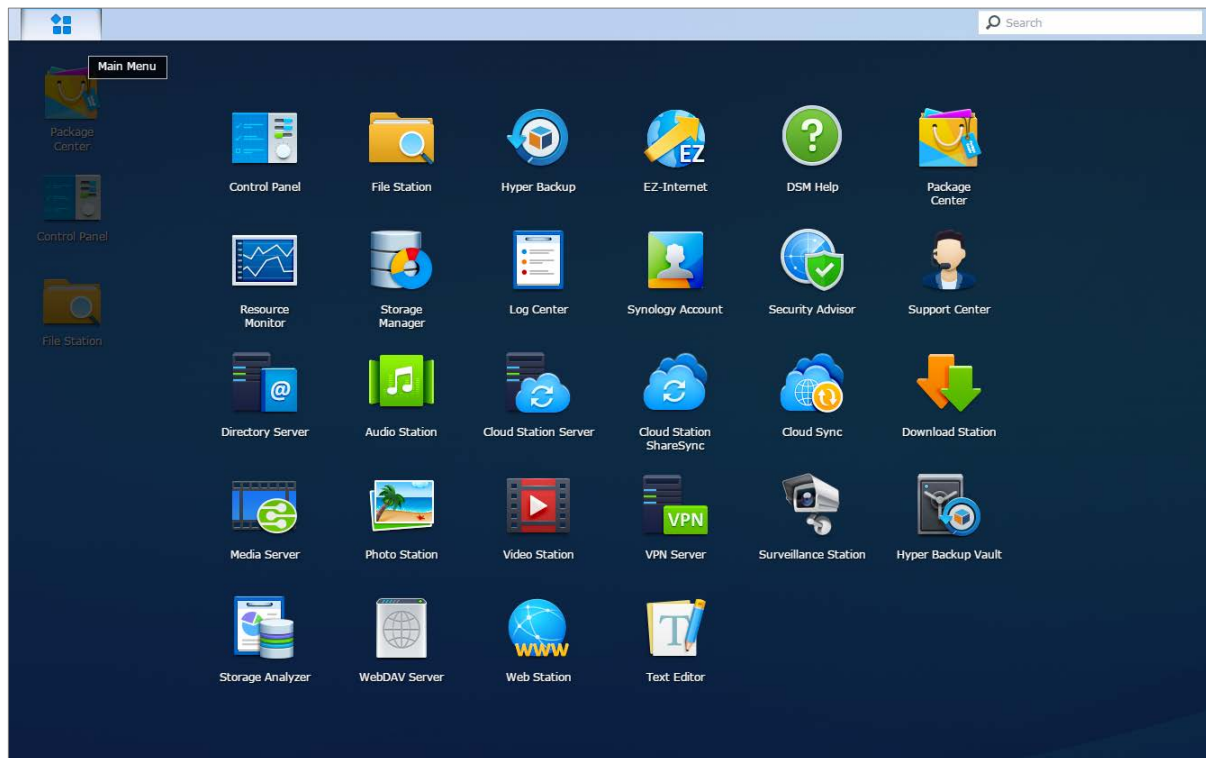 Search
Main Menu
Package
Center
Control Panel
File Station
Control Panel
File Station
Hyper Backup
EZ
EZ-Internet
?
DSM Help
Package
Center
Resource
Monitor
Storage
Manager
Log Center
Synology Account
Security Advisor
Support Center
@
Directory Server
Audio Station
Cloud Station Server
Cloud Station
ShareSync
Cloud Sync
Download Station
Media Server
Photo Station
Video Station
VPN
VPN Server
Surveillance Station
Hyper Backup Vault
Storage Analyzer
WebDAV Server
WWW
Web Station
T
Text Editor